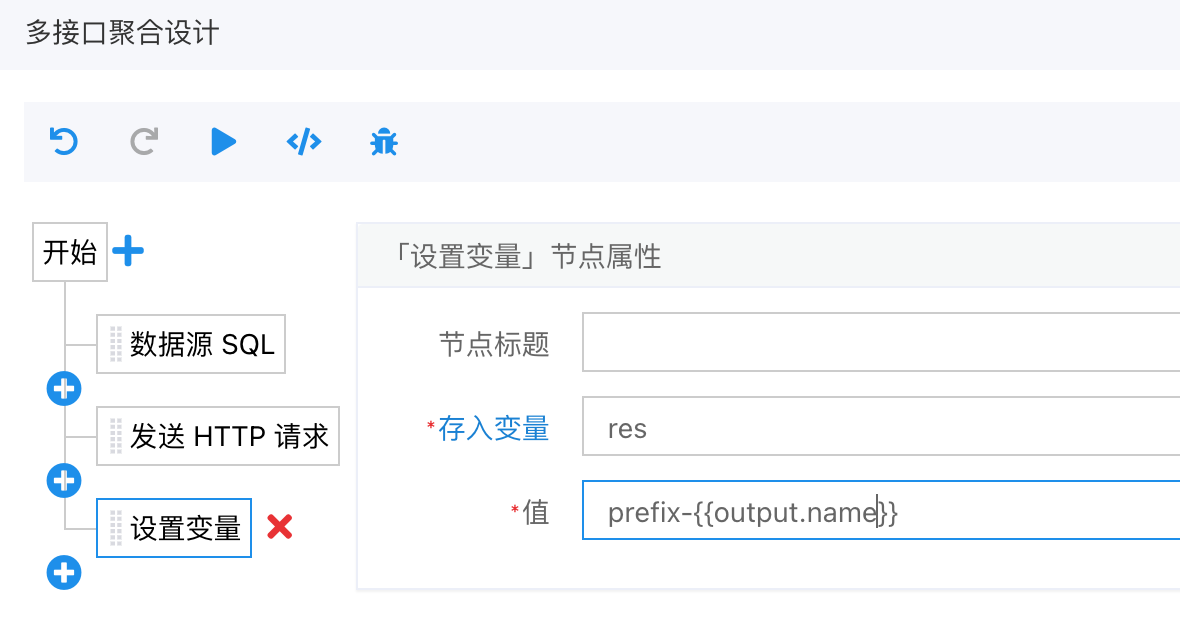 多接口聚合设计
开始
数据源 SQL
发送 HTTP 请求
设置变量
「设置变量」节点属性
节点标题
*存入变量 res
*值 prefix-{{output.name}}